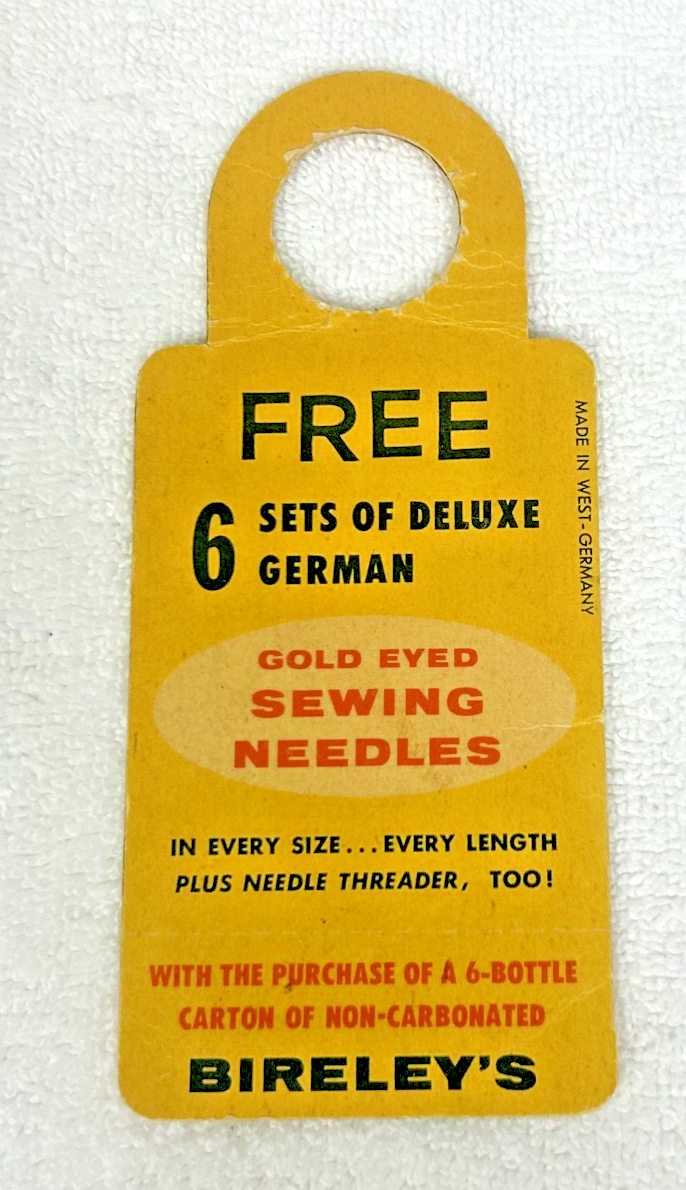 FREE
6 SETS OF DELUXE
GERMAN
MADE IN WEST-GERMANY
GOLD EYED
SEWING
NEEDLES
IN EVERY SIZE...EVERY LENGTH
PLUS NEEDLE THREADER, TOO!
WITH THE PURCHASE OF A 6-BOTTLE
CARTON OF NON-CARBONATED
BIRELEY'S